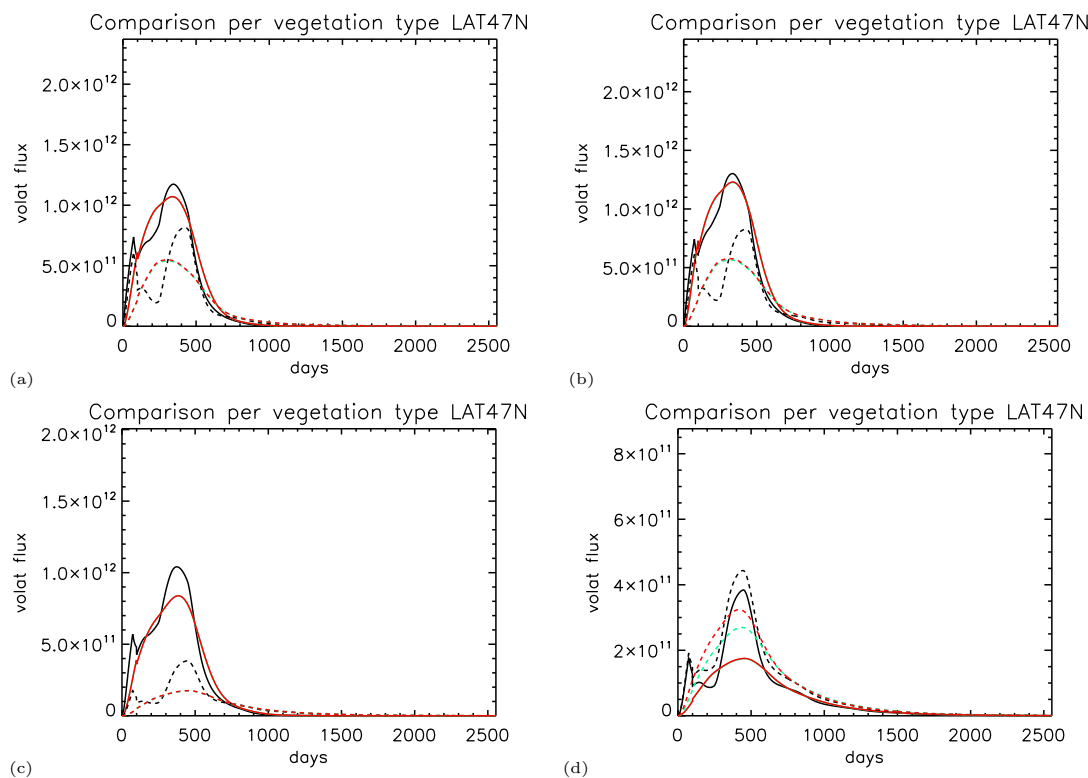 Comparison per vegetation type LAT47N
volat flux
2.0×10¹²
1.5×10¹²
1.0×10¹²
5.0×10¹¹
0
0 500 1000 1500 2000 2500
days
(a)
Comparison per vegetation type LAT47N
volat flux
2.0×10¹²
1.5×10¹²
1.0×10¹²
5.0×10¹¹
0
0 500 1000 1500 2000 2500
days
(b)
Comparison per vegetation type LAT47N
volat flux
2.0×10¹²
1.5×10¹²
1.0×10¹²
5.0×10¹¹
0
0 500 1000 1500 2000 2500
days
(c)
Comparison per vegetation type LAT47N
volat flux
8×10¹¹
6×10¹¹
4×10¹¹
2×10¹¹
0
0 500 1000 1500 2000 2500
days
(d)